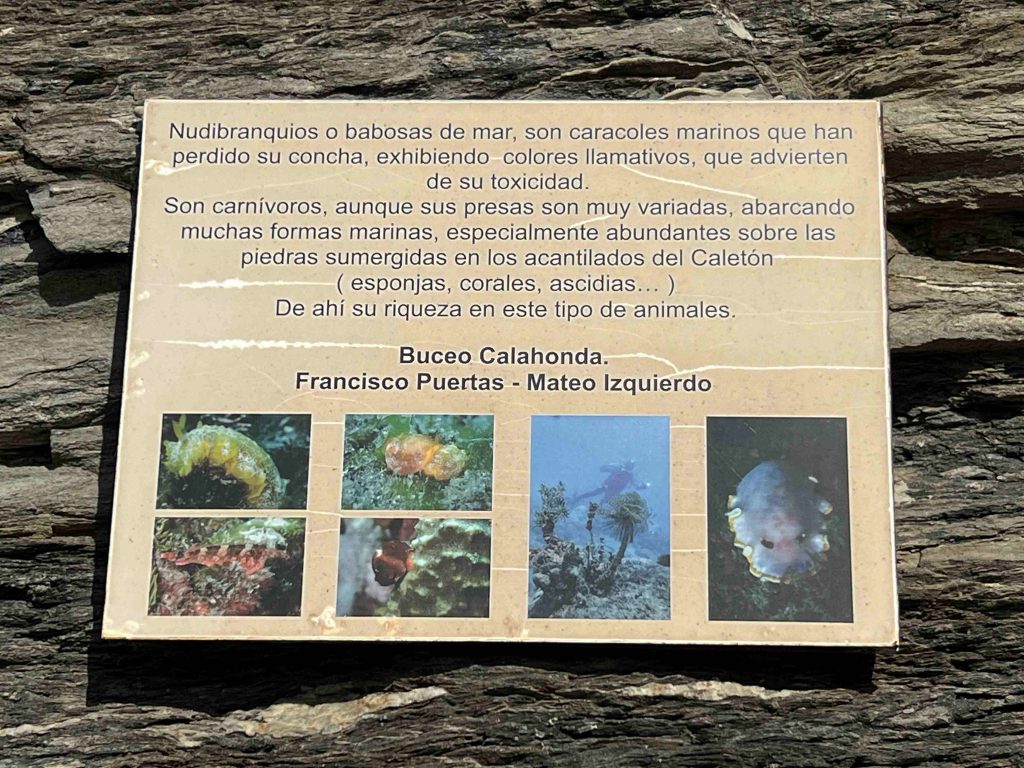 Nudibranquios o babosas de mar, son caracoles marinos que han
perdido su concha, exhibiendo colores llamativos, que advierten
de su toxicidad.
Son carnívoros, aunque sus presas son muy variadas, abarcando
muchas formas marinas, especialmente abundantes sobre las
piedras sumergidas en los acantilados del Caletón
( esponjas, corales, ascidias... )
De ahí su riqueza en este tipo de animales.
Buceo Calahonda.
Francisco Puertas - Mateo Izquierdo